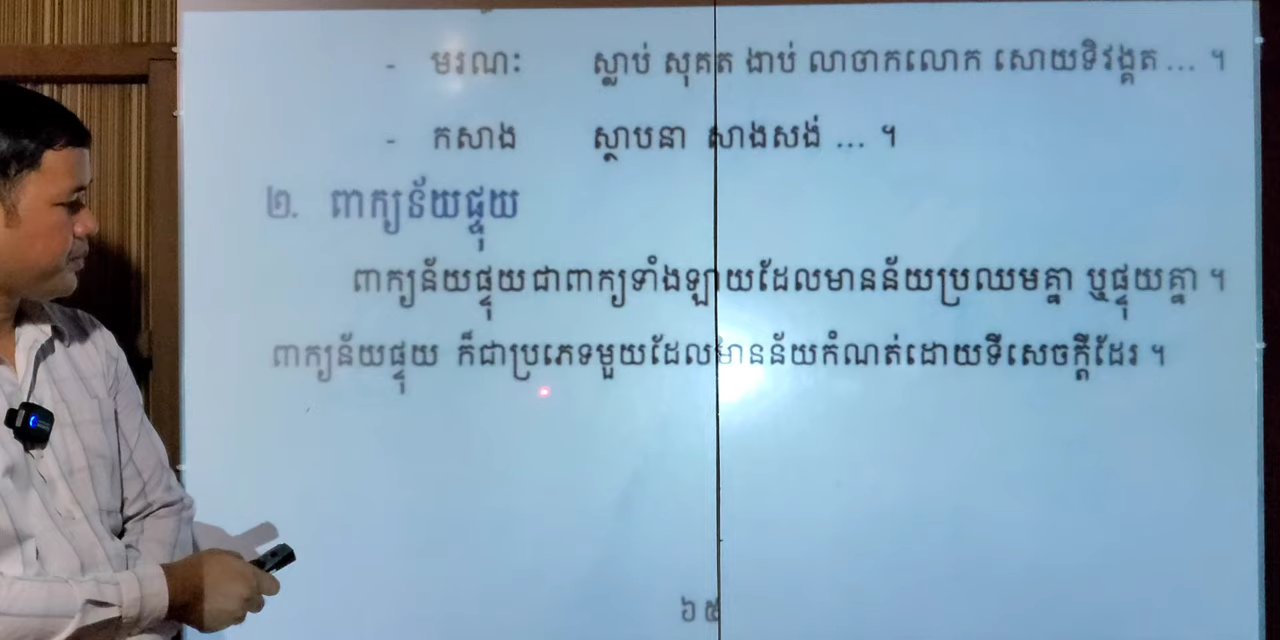 - មរណៈ ស្លាប់ សុគត ងាប់ លាចាកលោក សោយទិវង្គត ... ។
- កសាង ស្ថាបនា សាងសង់ ... ។
២. ពាក្យន័យផ្ទុយ
ពាក្យន័យផ្ទុយជាពាក្យទាំងឡាយដែលមានន័យប្រឈមគ្នា ឬផ្ទុយគ្នា ។
ពាក្យន័យផ្ទុយ ក៏ជាប្រភេទមួយដែលមានន័យកំណត់ដោយទីសេចក្ដីដែរ ។
៦៥